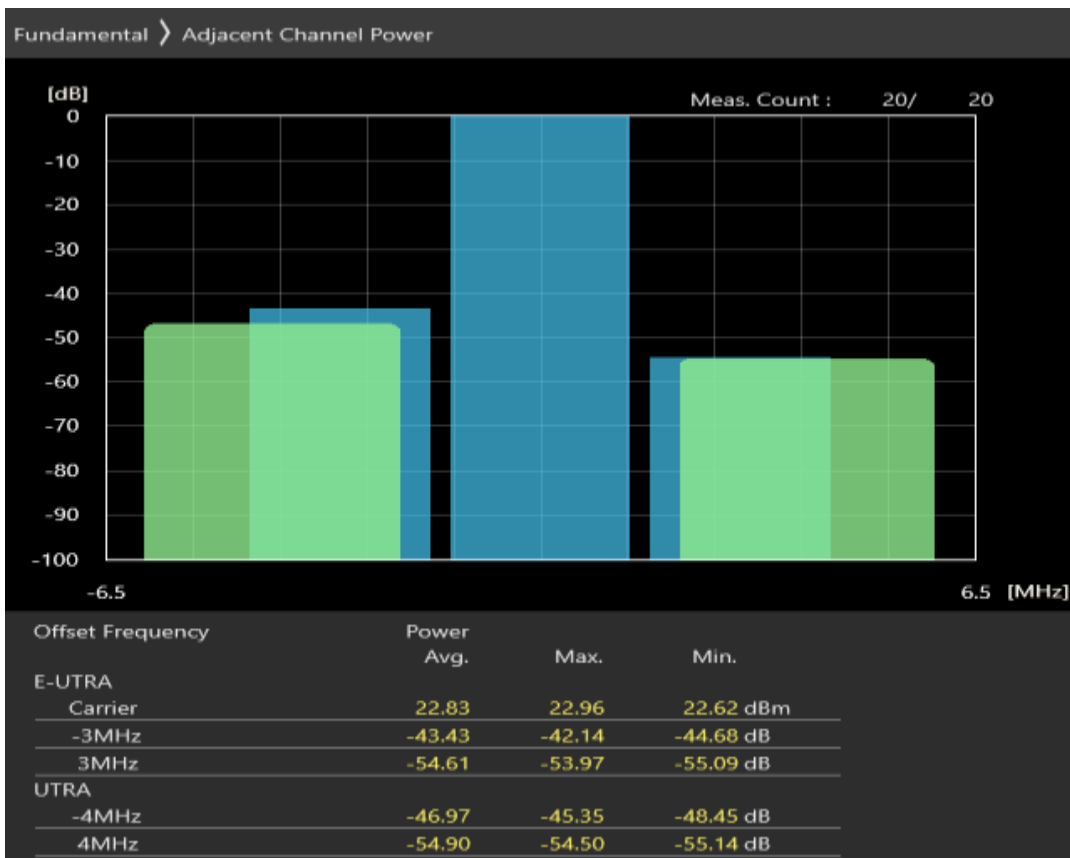 Fundamental 〉 Adjacent Channel Power
[dB]
Meas. Count : 20/ 20
0
-10
-20
-30
-40
-50
-60
-70
-80
-90
-100
-6.5 6.5 [MHz]
Offset Frequency Power
Avg. Max. Min.
E-UTRA
Carrier 22.83 22.96 22.62 dBm
-3MHz -43.43 -42.14 -44.68 dB
3MHz -54.61 -53.97 -55.09 dB
UTRA
-4MHz -46.97 -45.35 -48.45 dB
4MHz -54.90 -54.50 -55.14 dB